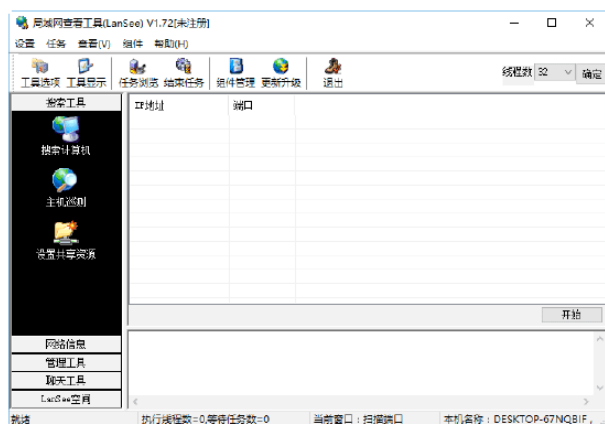 局域网查看工具(LanSee) V1.72[未注册]
设置 任务 查看(V) 组件 帮助(H)
工具选项 工具显示 任务浏览 结束任务 组件管理 更新升级 退出 线程数 32 确定
搜索工具
IP地址 端口
搜索计算机
主机巡测
设置共享资源
开始
网络信息
管理工具
聊天工具
LanSee空间
就绪 执行线程数=0,等待任务数=0 当前窗口：扫描端口 本机名称：DESKTOP-67NQBIF，